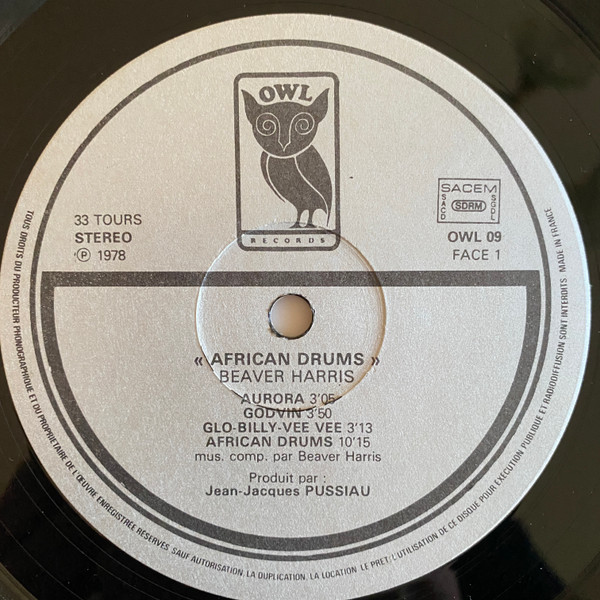 OWL
RECORDS
33 TOURS
STEREO
℗ 1978
SACEM
SACD
SDRM
SGDL
OWL 09
FACE 1
« AFRICAN DRUMS »
BEAVER HARRIS
AURORA 3'05
GODVIN 3'50
GLO-BILLY-VEE VEE 3'13
AFRICAN DRUMS 10'15
mus. comp. par Beaver Harris
Produit par :
Jean-Jacques PUSSIAU
TOUS DROITS DU PRODUCTEUR PHONOGRAPHIQUE ET DU PROPRIETAIRE DE L'ŒUVRE ENREGISTREE RESERVES. SAUF AUTORISATION, LA DUPLICATION, LA LOCATION, LE PRET, L'UTILISATION DE CE DISQUE POUR EXECUTION PUBLIQUE ET RADIODIFFUSION SONT INTERDITS. MADE IN FRANCE